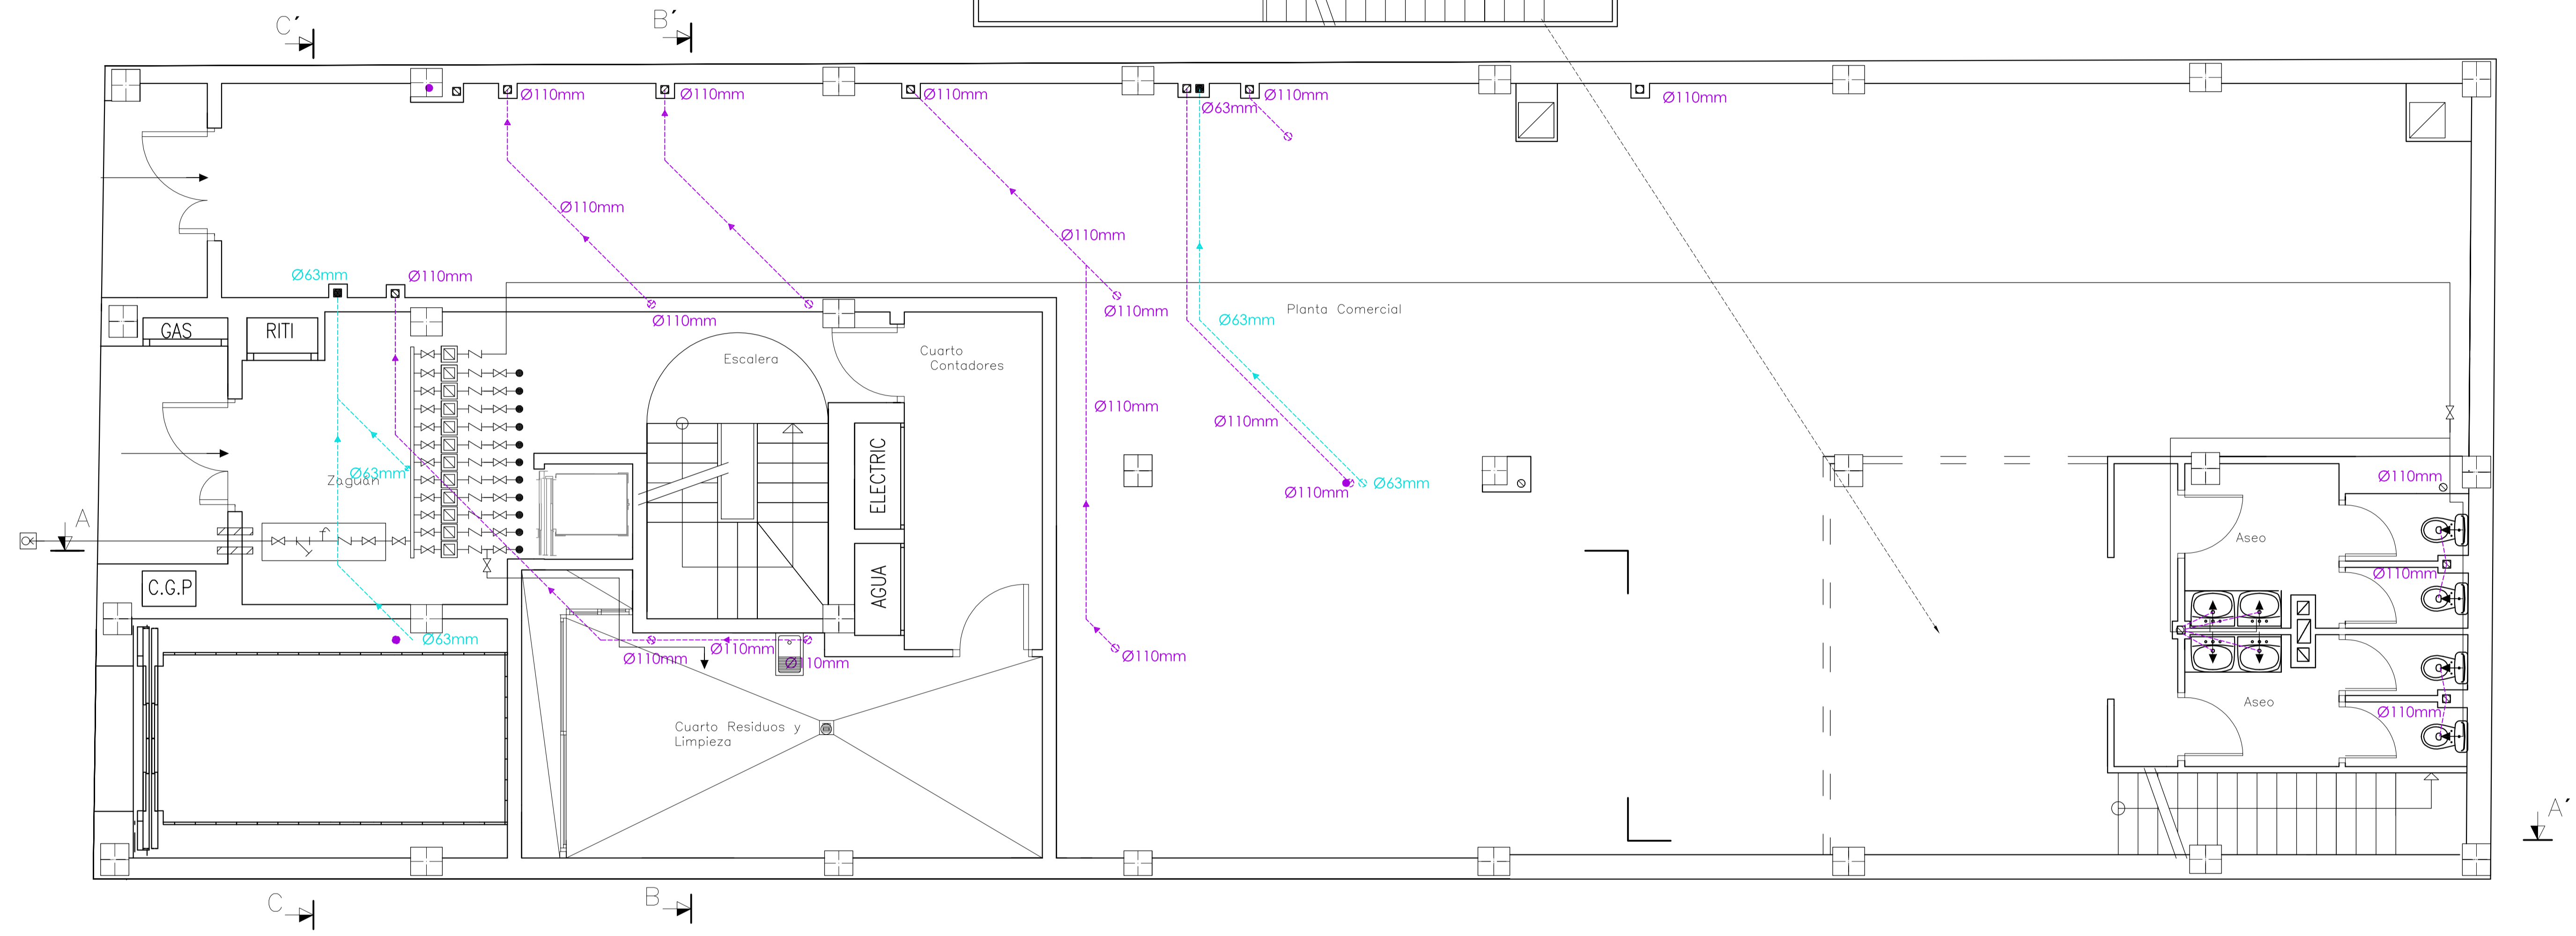 C´
B´
Ø110mm
Ø110mm
Ø110mm
Ø63mm
Ø110mm
Ø110mm
Ø110mm
Ø110mm
Ø63mm
Ø110mm
Ø110mm
Ø110mm
Ø63mm
Planta Comercial
GAS
RITI
Escalera
Cuarto
Contadores
Ø110mm
Ø110mm
ELECTRIC
Ø63mm
Zaguan
Ø110mm
Ø63mm
Ø110mm
A
Aseo
C.G.P
AGUA
Ø110mm
Ø63mm
Ø110mm
Ø110mm
Ø110mm
Ø110mm
Aseo
Ø110mm
Cuarto Residuos y
Limpieza
A´
C
B